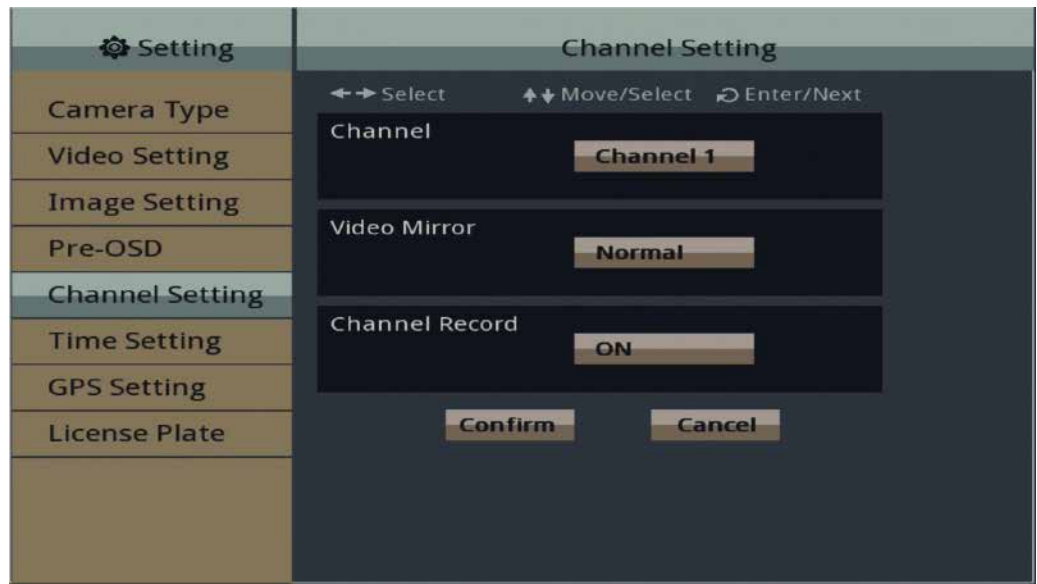 Setting
Channel Setting
Camera Type
Video Setting
Image Setting
Pre-OSD
Channel Setting
Time Setting
GPS Setting
License Plate
Select Move/Select Enter/Next
Channel
Channel 1
Video Mirror
Normal
Channel Record
ON
Confirm Cancel